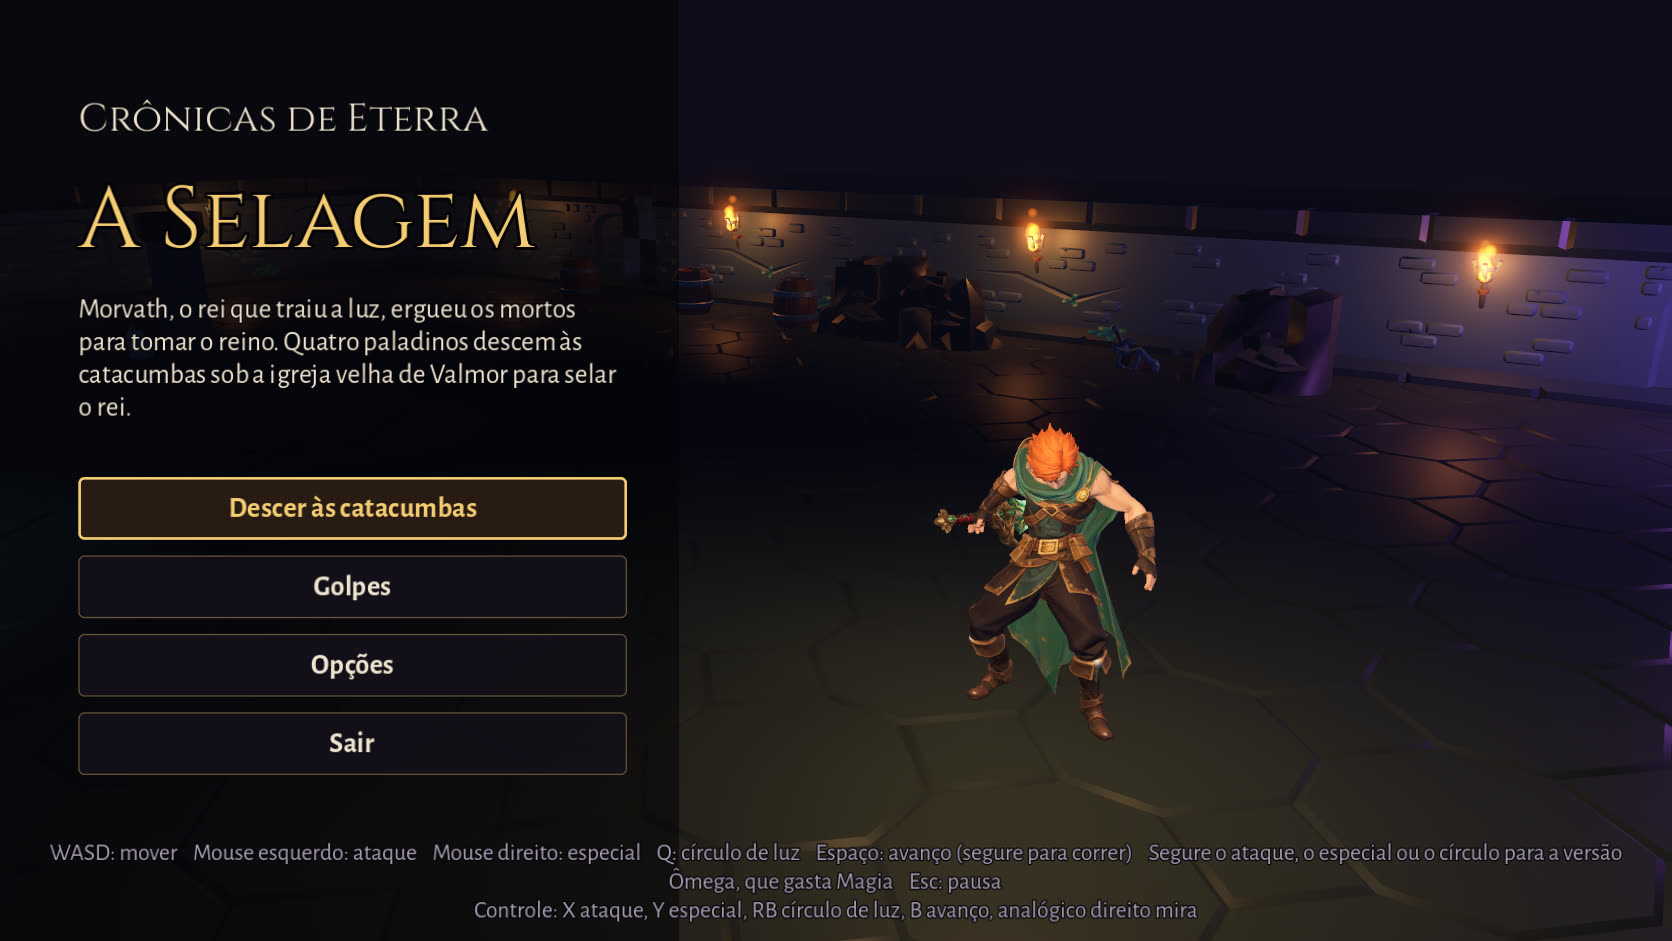 Crônicas de Eterra
A Selagem
Morvath, o rei que traiu a luz, ergueu os mortos
para tomar o reino. Quatro paladinos descem às
catacumbas sob a igreja velha de Valmor para selar
o rei.
Descer às catacumbas
Golpes
Opções
Sair
WASD: mover   Mouse esquerdo: ataque   Mouse direito: especial   Q: círculo de luz   Espaço: avanço (segure para correr)   Segure o ataque, o especial ou o círculo para a versão
Ômega, que gasta Magia   Esc: pausa
Controle: X ataque, Y especial, RB círculo de luz, B avanço, analógico direito mira